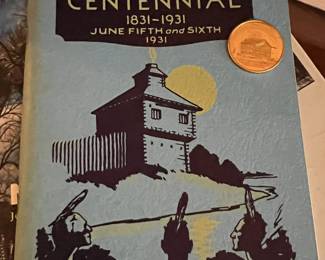 CENTENNIAL
1831-1931
JUNE FIFTH and SIXTH
1931